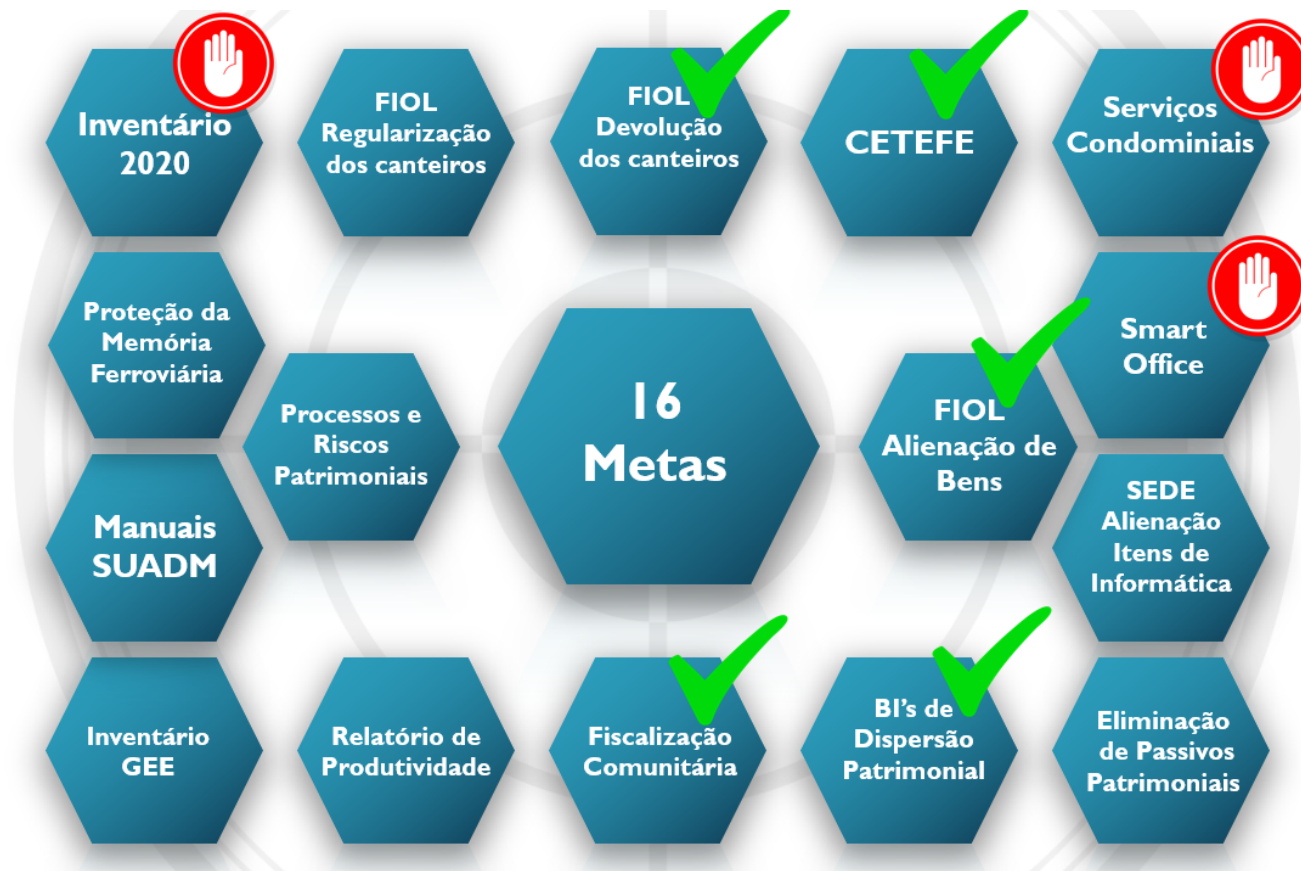 Inventário
2020
FIOL
Regularização
dos canteiros
FIOL
Devolução
dos canteiros
CETEFE
Serviços
Condominiais
Proteção da
Memória
Ferroviária
Processos e
Riscos
Patrimoniais
16
Metas
FIOL
Alienação de
Bens
Smart
Office
Manuais
SUADM
SEDE
Alienação
Itens de
Informática
Inventário
GEE
Relatório de
Produtividade
Fiscalização
Comunitária
BI's de
Dispersão
Patrimonial
Eliminação
de Passivos
Patrimoniais